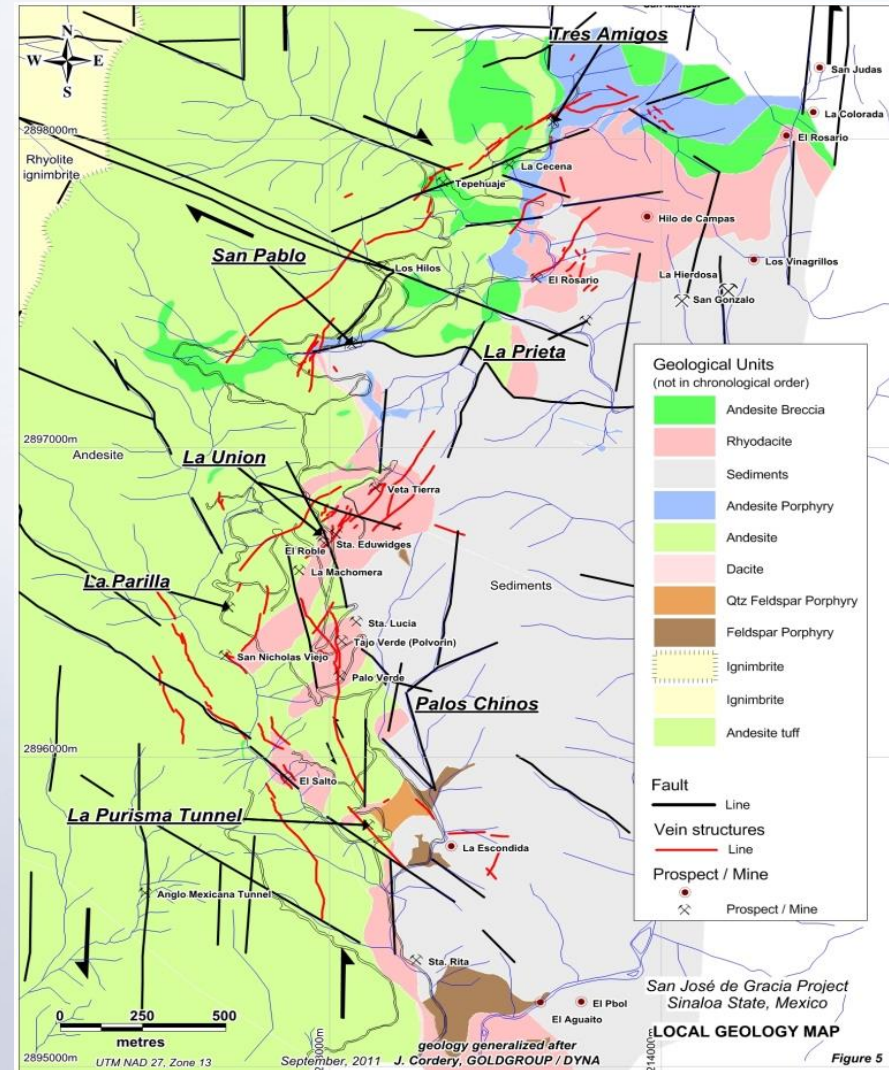 Tres Amigos
N
W E
S
San Judas
La Colorada
El Rosario
2898000m
Rhyolite
ignimbrite
La Cecena
Tepehuaje
Hilo de Campas
San Pablo
Los Hilos
El Rosario
Los Vinagrillos
La Hierdosa
San Gonzalo
La Prieta
2897000m
Andesite
La Union
Veta Tierra
El Roble
Sta. Eduwidges
La Machomera
Sediments
La Parilla
Sta. Lucia
Tajo Verde (Polvorin)
San Nicholas Viejo
Palo Verde
Palos Chinos
2896000m
El Salto
La Purisma Tunnel
La Escondida
Anglo Mexicana Tunnel
Sta. Rita
El Pbol
El Aguaito
Geological Units
(not in chronological order)
Andesite Breccia
Rhyodacite
Sediments
Andesite Porphyry
Andesite
Dacite
Qtz Feldspar Porphyry
Feldspar Porphyry
Ignimbrite
Ignimbrite
Andesite tuff
Fault
Line
Vein structures
Line
Prospect / Mine
Prospect / Mine
San José de Gracia Project
Sinaloa State, Mexico
LOCAL GEOLOGY MAP
Figure 5
0 250 500
metres
2895000m
UTM NAD 27, Zone 13
September, 2011
geology generalized after
J. Cordery, GOLDGROUP / DYNA
214000m